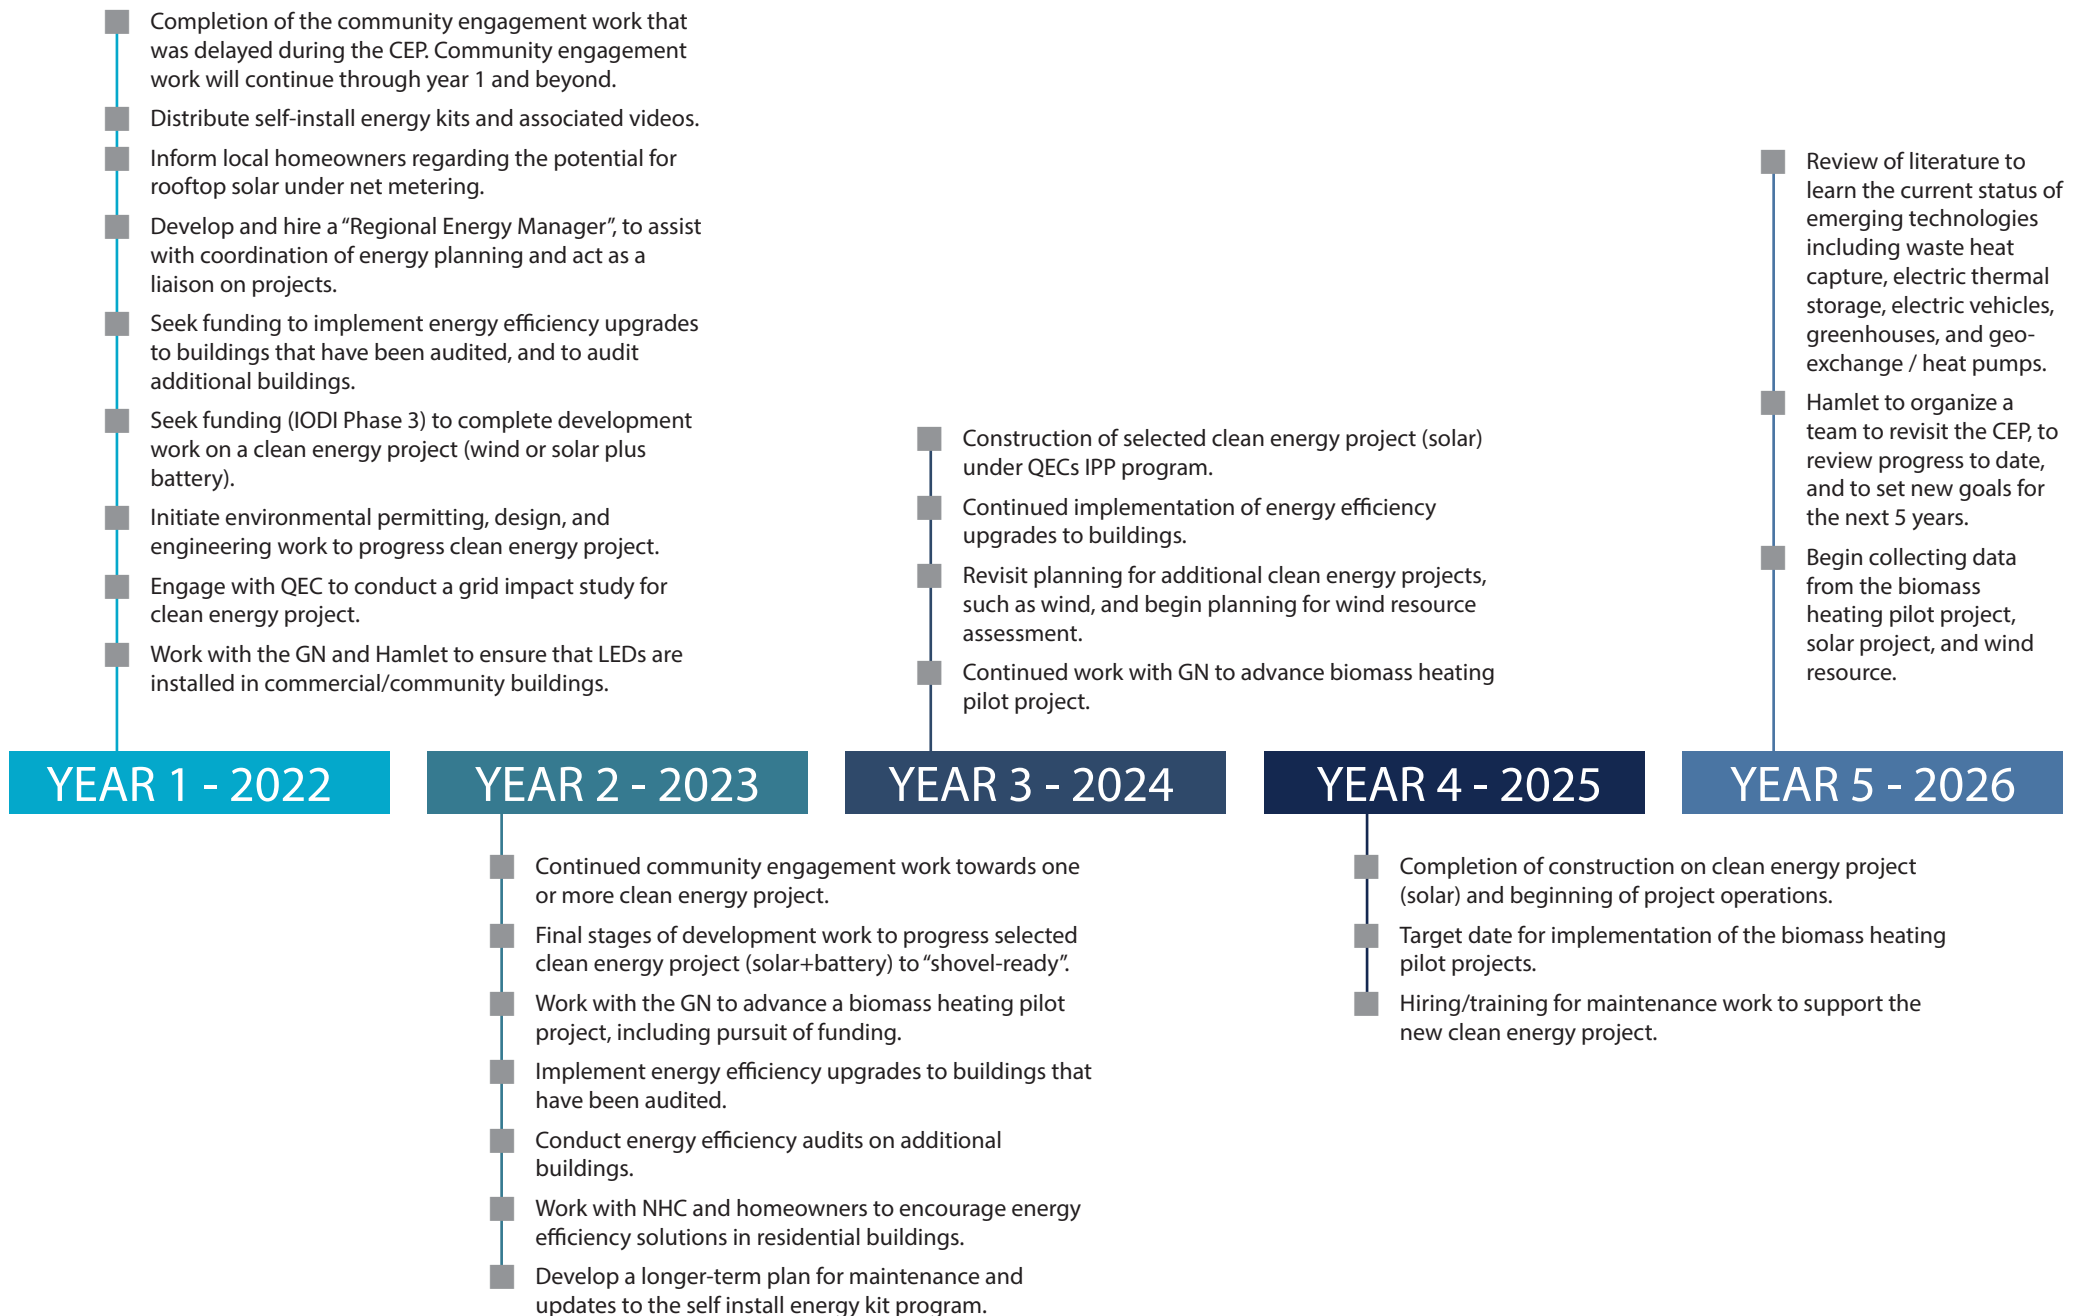 Completion of the community engagement work that
was delayed during the CEP. Community engagement
work will continue through year 1 and beyond.
Distribute self-install energy kits and associated videos.
Inform local homeowners regarding the potential for
rooftop solar under net metering.
Develop and hire a “Regional Energy Manager”, to assist
with coordination of energy planning and act as a
liaison on projects.
Seek funding to implement energy efficiency upgrades
to buildings that have been audited, and to audit
additional buildings.
Seek funding (IODI Phase 3) to complete development
work on a clean energy project (wind or solar plus
battery).
Initiate environmental permitting, design, and
engineering work to progress clean energy project.
Engage with QEC to conduct a grid impact study for
clean energy project.
Work with the GN and Hamlet to ensure that LEDs are
installed in commercial/community buildings.
YEAR 1 - 2022
YEAR 2 - 2023
Continued community engagement work towards one
or more clean energy project.
Final stages of development work to progress selected
clean energy project (solar+battery) to “shovel-ready”.
Work with the GN to advance a biomass heating pilot
project, including pursuit of funding.
Implement energy efficiency upgrades to buildings that
have been audited.
Conduct energy efficiency audits on additional
buildings.
Work with NHC and homeowners to encourage energy
efficiency solutions in residential buildings.
Develop a longer-term plan for maintenance and
updates to the self install energy kit program.
Construction of selected clean energy project (solar)
under QECs IPP program.
Continued implementation of energy efficiency
upgrades to buildings.
Revisit planning for additional clean energy projects,
such as wind, and begin planning for wind resource
assessment.
Continued work with GN to advance biomass heating
pilot project.
YEAR 3 - 2024
YEAR 4 - 2025
Completion of construction on clean energy project
(solar) and beginning of project operations.
Target date for implementation of the biomass heating
pilot projects.
Hiring/training for maintenance work to support the
new clean energy project.
Review of literature to
learn the current status of
emerging technologies
including waste heat
capture, electric thermal
storage, electric vehicles,
greenhouses, and geo-
exchange / heat pumps.
Hamlet to organize a
team to revisit the CEP, to
review progress to date,
and to set new goals for
the next 5 years.
Begin collecting data
from the biomass
heating pilot project,
solar project, and wind
resource.
YEAR 5 - 2026